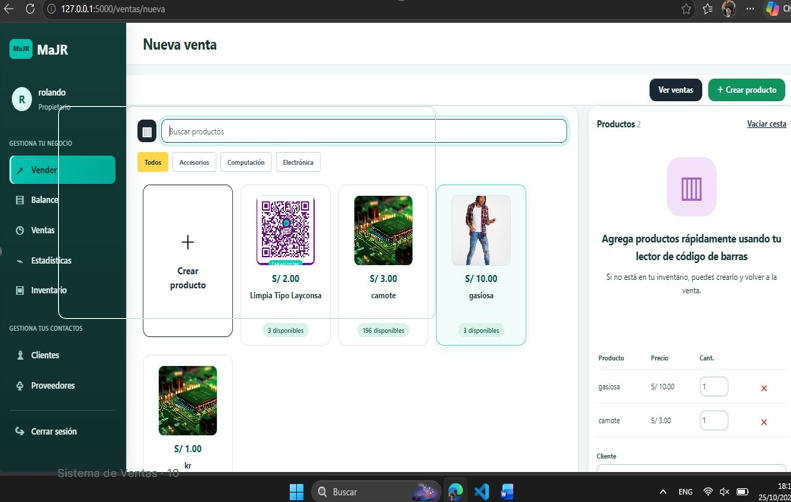 127.0.0.1:5000/ventas/nueva
MaJR MaJR
Nueva venta
R rolando
Propietario
Ver ventas + Crear producto
GESTIONA TU NEGOCIO
Vender
Balance
Ventas
Estadísticas
Inventario
GESTIONA TUS CONTACTOS
Clientes
Proveedores
Cerrar sesión
Buscar productos
Todos Accesorios Computación Electrónica
+
Crear
producto
S/ 2.00
Limpia Tipo Layconsa
3 disponibles
S/ 3.00
camote
196 disponibles
S/ 10.00
gasiosa
3 disponibles
S/ 1.00
kr
Productos 2 Vaciar cesta
Agrega productos rápidamente usando tu
lector de código de barras
Si no está en tu inventario, puedes crearlo y volver a la
venta.
Producto Precio Cant.
gasiosa S/ 10.00 1 X
camote S/ 3.00 1 X
Cliente
Sistema de Ventas - 10
Buscar
ENG
18:1
25/10/202